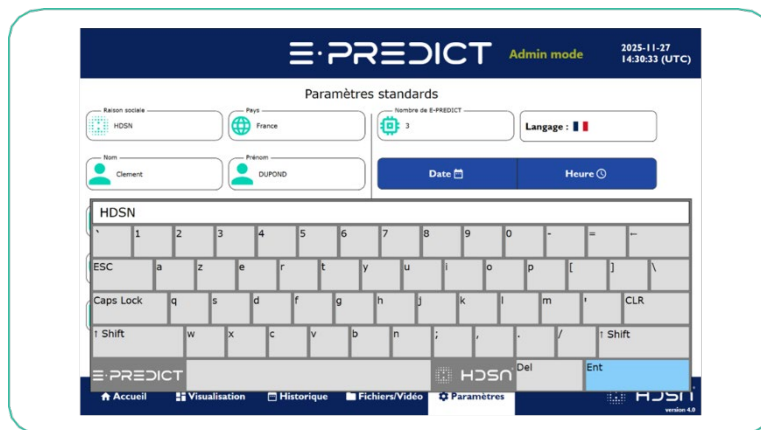 E·PREDICT Admin mode 2025-11-27
14:30:33 (UTC)
Paramètres standards
Raison sociale Pays Nombre de E-PREDICT
HDSN France 3 Langage :
Nom Prénom
Clement DUPOND Date Heure
HDSN
` 1 2 3 4 5 6 7 8 9 0 - = ←
ESC a z e r t y u i o p [ ] \
Caps Lock q s d f g h j k l m ' CLR
↑ Shift w x c v b n ; , . / ↑ Shift
E·PREDICT HDSN Del Ent
Accueil Visualisation Historique Fichiers/Vidéo Paramètres HDSN
version 4.0